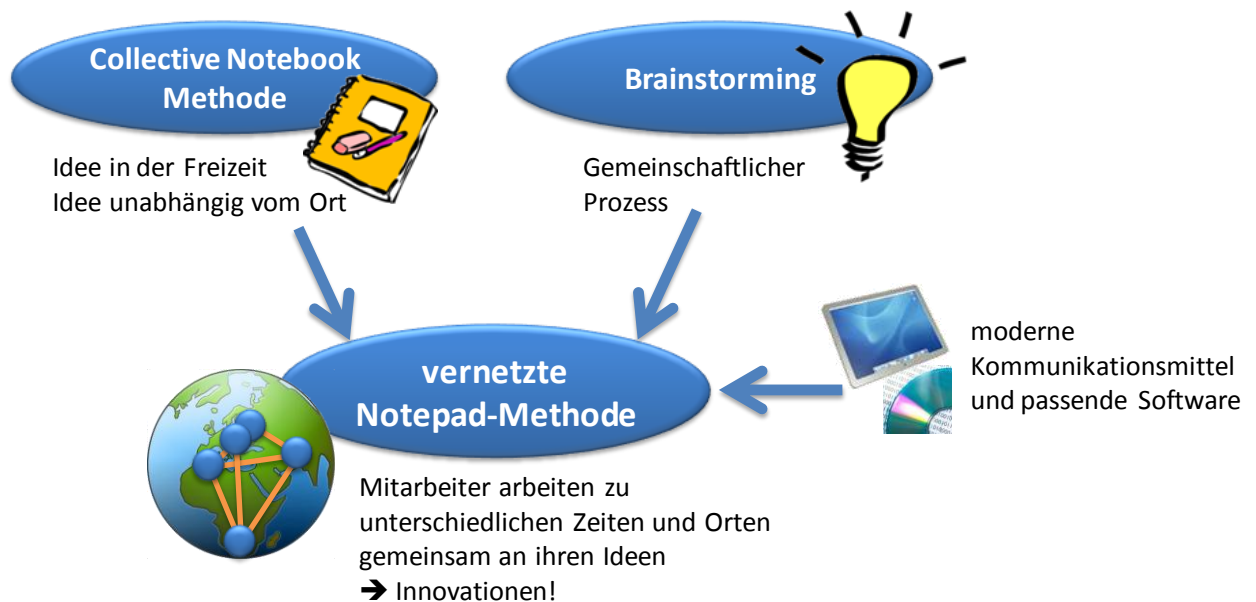 Collective Notebook
Methode
Brainstorming
Idee in der Freizeit
Idee unabhängig vom Ort
Gemeinschaftlicher
Prozess
moderne
Kommunikationsmittel
und passende Software
vernetzte
Notepad-Methode
Mitarbeiter arbeiten zu
unterschiedlichen Zeiten und Orten
gemeinsam an ihren Ideen
➔ Innovationen!